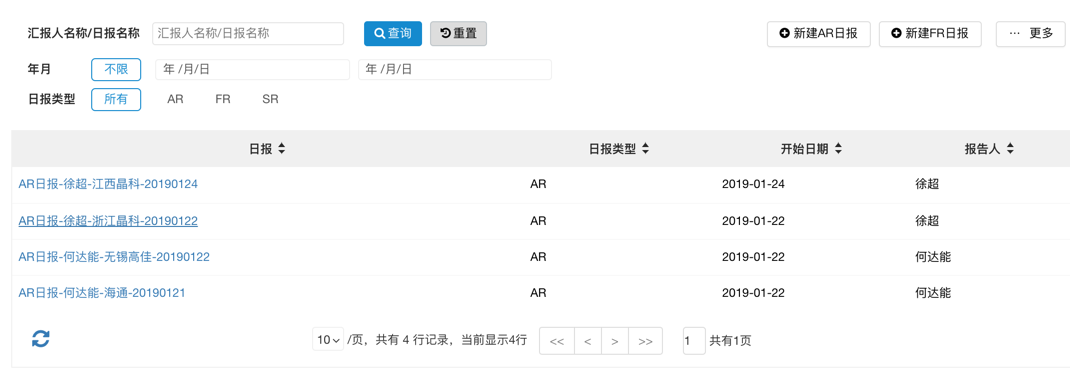 汇报人名称/日报名称 汇报人名称/日报名称 查询 重置 新建AR日报 新建FR日报 ··· 更多
年月 不限 年 /月/日 年 /月/日
日报类型 所有 AR FR SR
日报 日报类型 开始日期 报告人
AR日报-徐超-江西晶科-20190124 AR 2019-01-24 徐超
AR日报-徐超-浙江晶科-20190122 AR 2019-01-22 徐超
AR日报-何达能-无锡高佳-20190122 AR 2019-01-22 何达能
AR日报-何达能-海通-20190121 AR 2019-01-22 何达能
10 /页，共有 4 行记录，当前显示4行 << < > >> 1 共有1页